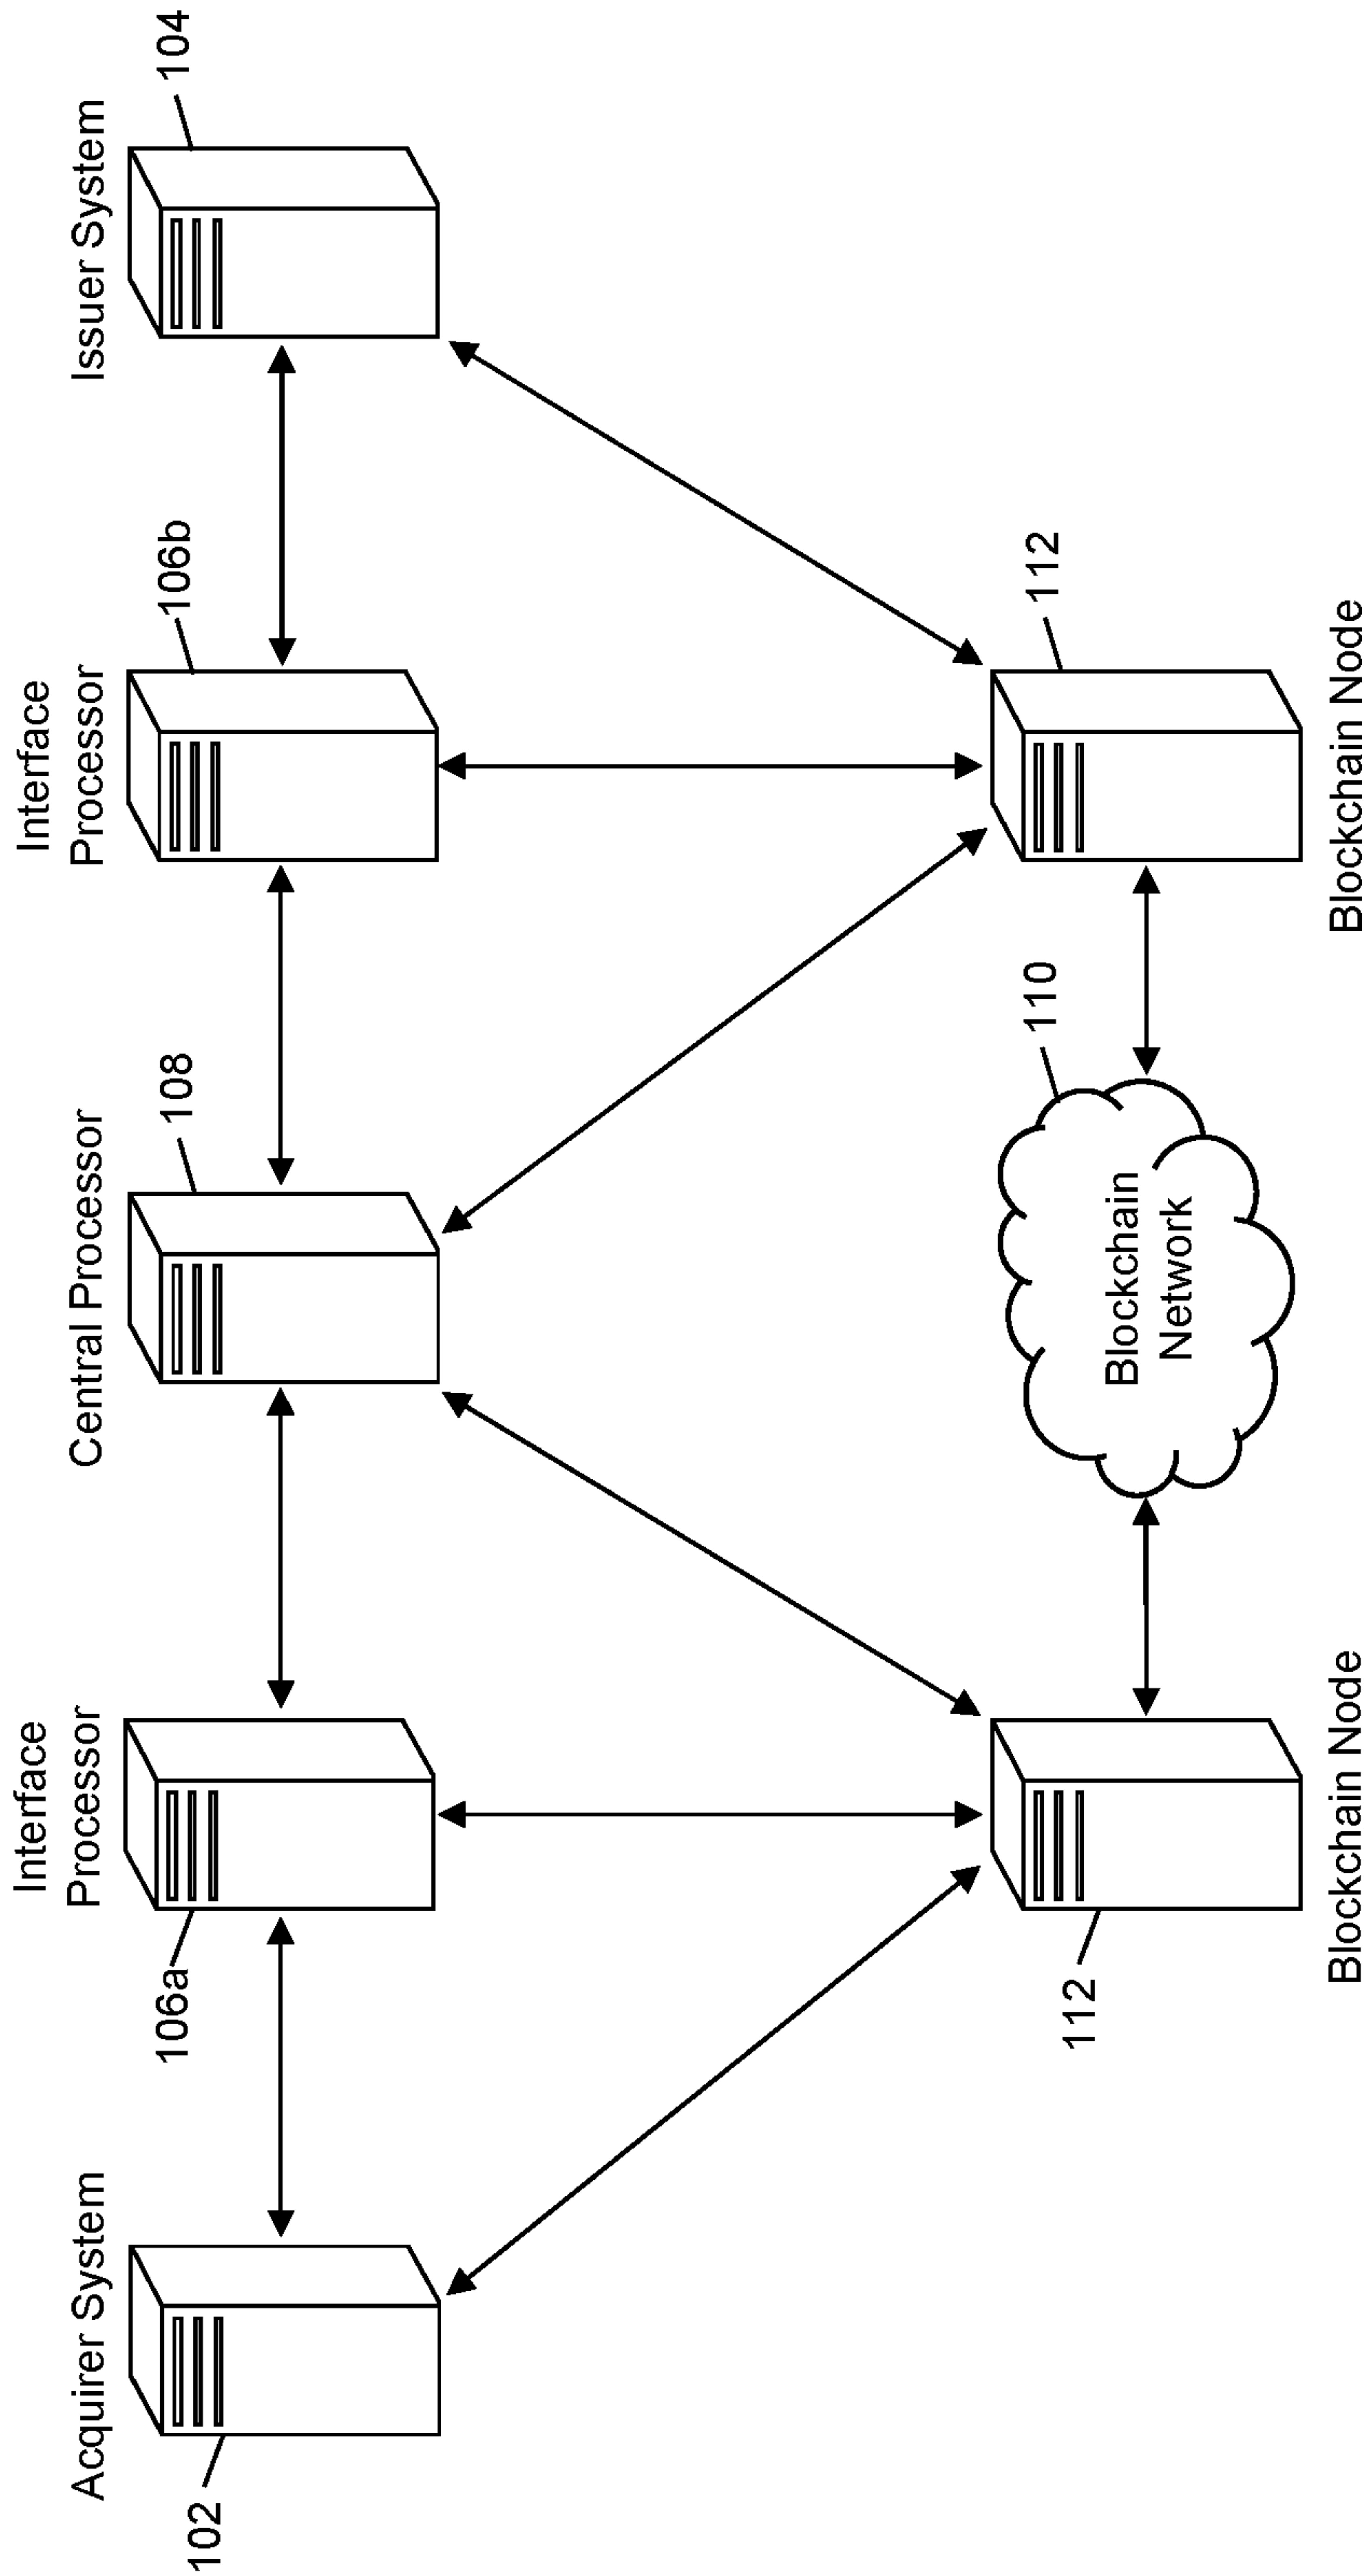 Acquirer System
102
Interface
Processor
106a
Central Processor
108
Interface
Processor
106b
Issuer System
104
112
Blockchain Node
Blockchain
Network
110
112
Blockchain Node